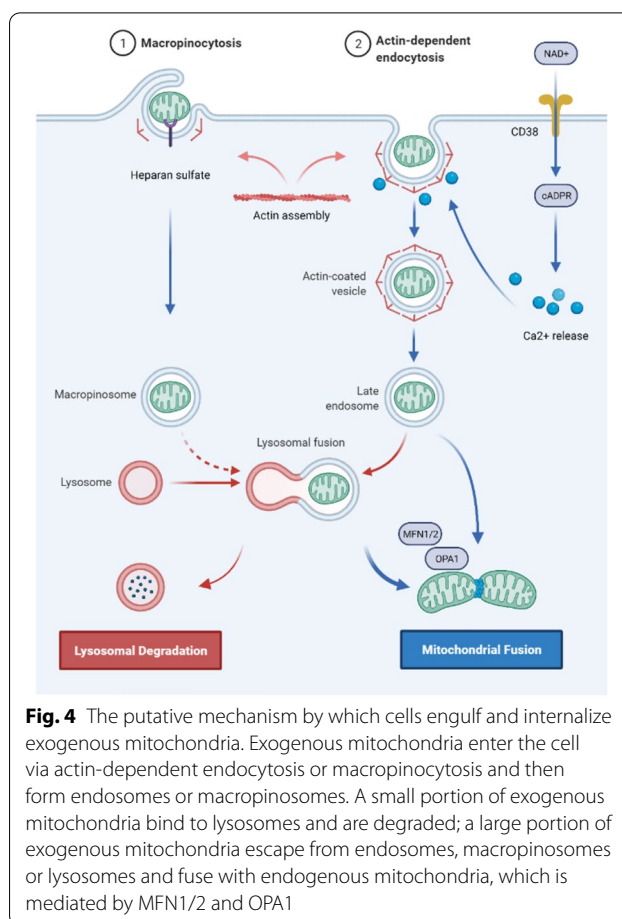 1 Macropinocytosis
2 Actin-dependent
endocytosis
NAD+
CD38
Heparan sulfate
Actin assembly
cADPR
Actin-coated
vesicle
Ca2+ release
Macropinosome
Late
endosome
Lysosomal fusion
Lysosome
MFN1/2
OPA1
Lysosomal Degradation
Mitochondrial Fusion
Fig. 4 The putative mechanism by which cells engulf and internalize
exogenous mitochondria. Exogenous mitochondria enter the cell
via actin-dependent endocytosis or macropinocytosis and then
form endosomes or macropinosomes. A small portion of exogenous
mitochondria bind to lysosomes and are degraded; a large portion of
exogenous mitochondria escape from endosomes, macropinosomes
or lysosomes and fuse with endogenous mitochondria, which is
mediated by MFN1/2 and OPA1